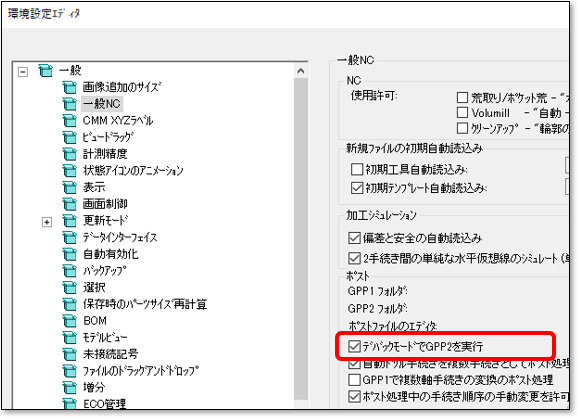 環境設定エディタ
一般
画像追加のサイズ
一般NC
CMM XYZラベル
ビュードラッグ
計測精度
状態アイコンのアニメーション
表示
画面制御
更新モード
データインターフェイス
自動有効化
バックアップ
選択
保存時のパーツサイズ再計算
BOM
モデルビュー
未接続記号
ファイルのドラッグアンドドロップ
増分
ECO管理
一般NC
NC
使用許可:
荒取り/ポケット荒 - "
Volumill - "自動 -
クリーンアップ - "輪郭の
新規ファイルの初期自動読込み
初期工具自動読込み:
初期テンプレート自動読込み:
加工シミュレーション
偏差と安全の自動読込み
2手続き間の単純な水平仮想線のシミュレート (単
ポスト
GPP1 フォルダ:
GPP2 フォルダ:
ポストファイルのエディタ:
デバックモードでGPP2を実行
自動ドリル手続きを複数手続きとしてポスト処理
GPP1で複数軸手続きの変換のポスト処理
ポスト処理中の手続き順序の手動変更を許可